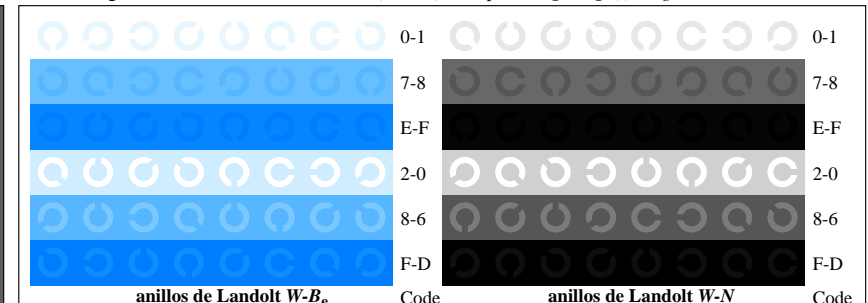 0-1 0-1
7-8 7-8
E-F E-F
2-0 2-0
8-6 8-6
F-D F-D
anillos de Landolt W-Be Code anillos de Landolt W-N Code